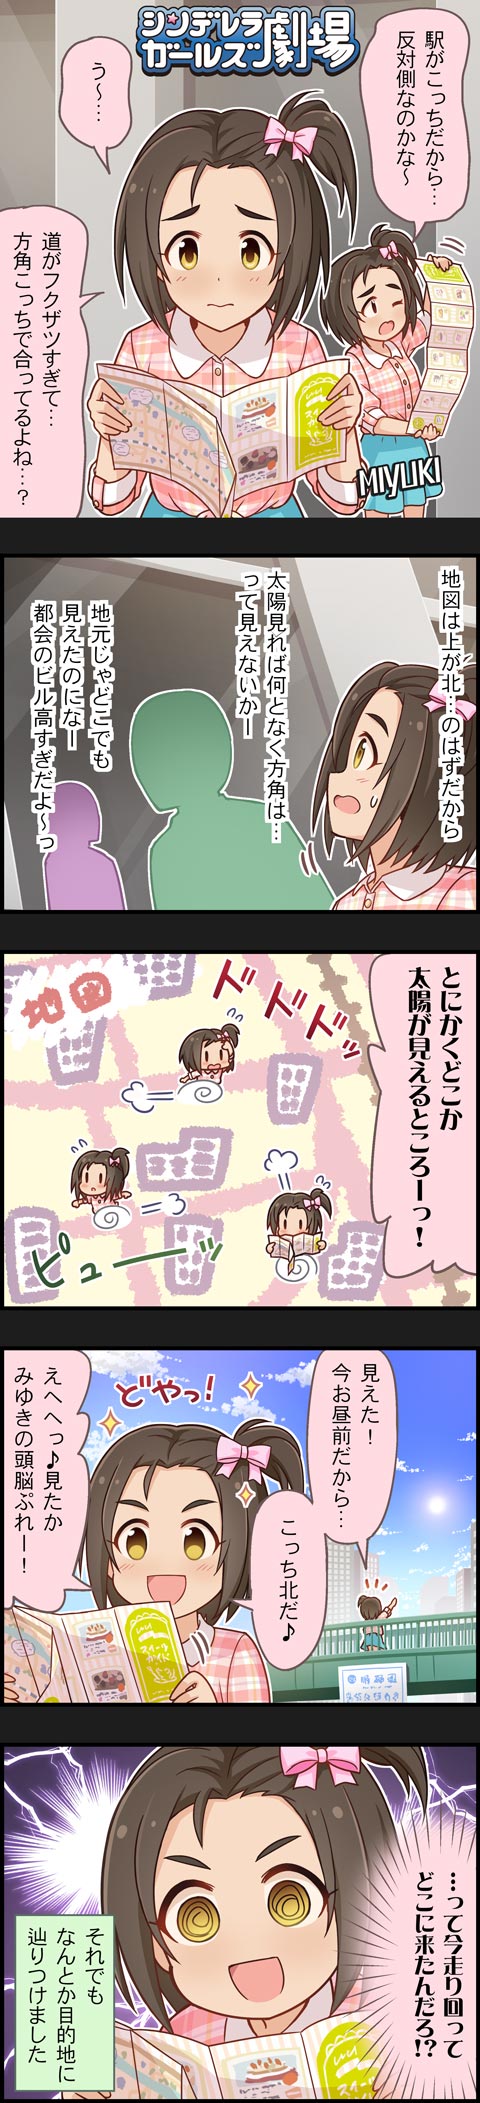 シンデレラ
ガールズ劇場
駅がこっちだから…
反対側なのかな～
う～…
道がフクザツすぎて…
方角こっちで合ってるよね…?
MIYUKI
地図は上が北…のはずだから
太陽見れば何となく方角は…
って見えないかー
地元じゃどこでも
見えたのになー
都会のビル高すぎだよ～っ
とにかくどこか
太陽が見えるところーっ!
ドドドッ
地図
ピューーッ
見えた!
今お昼前だから…
どやっ!
こっち北だ♪
えへへっ♪見たか
みゆきの頭脳ぷれー!
…って今走り回って
どこに来たんだろ!?
それでも
なんとか目的地に
辿りつけました